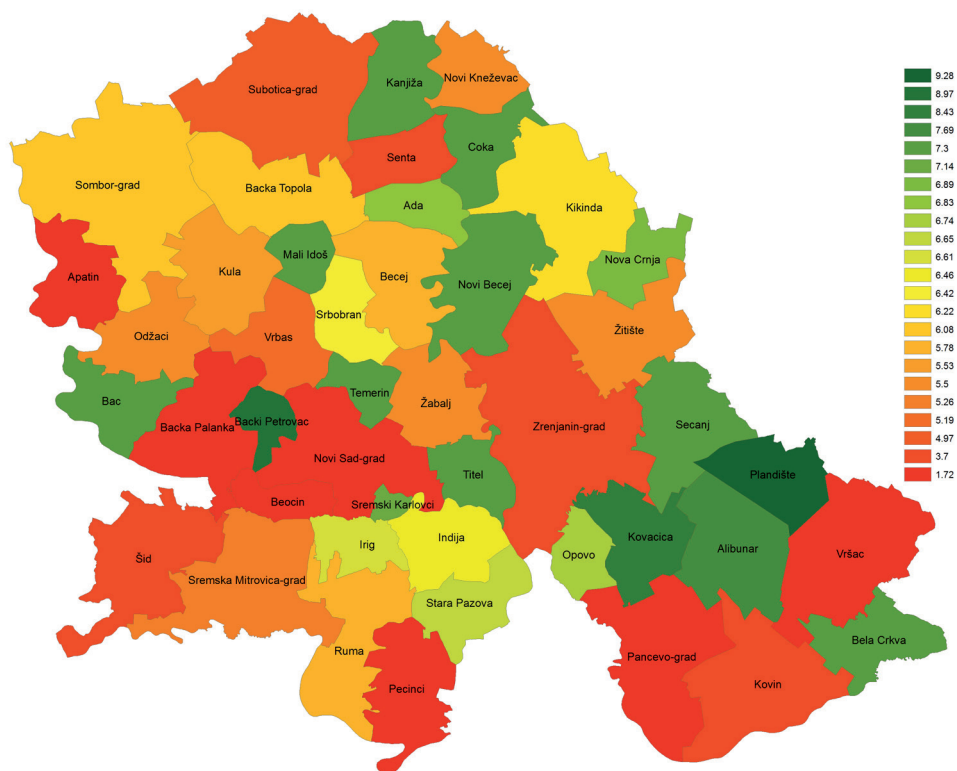 Kanjiža
Novi Kneževac
Subotica-grad
Coka
Senta
Sombor-grad
Backa Topola
Kikinda
Ada
Mali Idoš
Becej
Nova Crnja
Kula
Apatin
Novi Becej
Srbobran
Žitište
Odžaci
Vrbas
Temerin
Bac
Žabalj
Backi Petrovac
Backa Palanka
Zrenjanin-grad
Secanj
Novi Sad-grad
Titel
Plandište
Beocin
Sremski Karlovci
Kovacica
Indija
Irig
Alibunar
Opovo
Vršac
Šid
Sremska Mitrovica-grad
Stara Pazova
Bela Crkva
Ruma
Pancevo-grad
Kovin
Pecinci
9.28
8.97
8.43
7.69
7.3
7.14
6.89
6.83
6.74
6.65
6.61
6.46
6.42
6.22
6.08
5.78
5.53
5.5
5.26
5.19
4.97
3.7
1.72